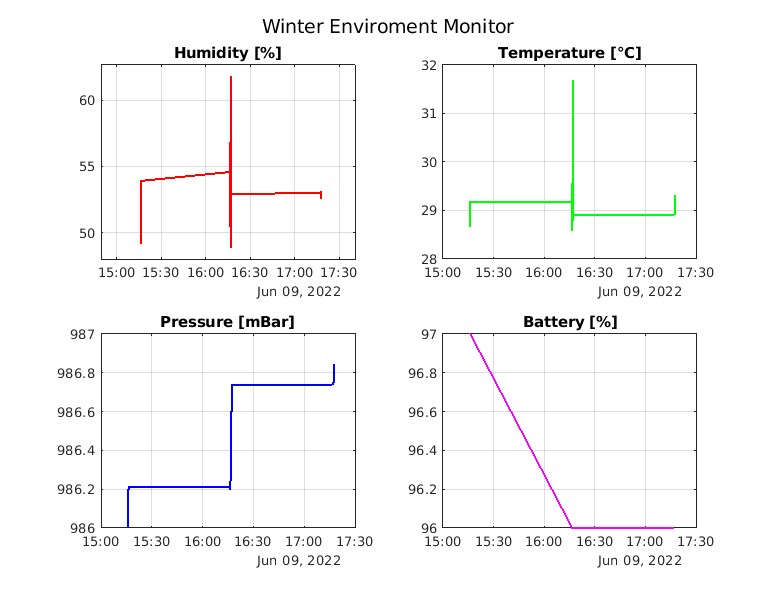 Winter Enviroment Monitor
Humidity [%]
60
55
50
15:00 15:30 16:00 16:30 17:00 17:30
Jun 09, 2022
Temperature [°C]
32
31
30
29
28
15:00 15:30 16:00 16:30 17:00 17:30
Jun 09, 2022
Pressure [mBar]
987
986.8
986.6
986.4
986.2
986
15:00 15:30 16:00 16:30 17:00 17:30
Jun 09, 2022
Battery [%]
97
96.8
96.6
96.4
96.2
96
15:00 15:30 16:00 16:30 17:00 17:30
Jun 09, 2022